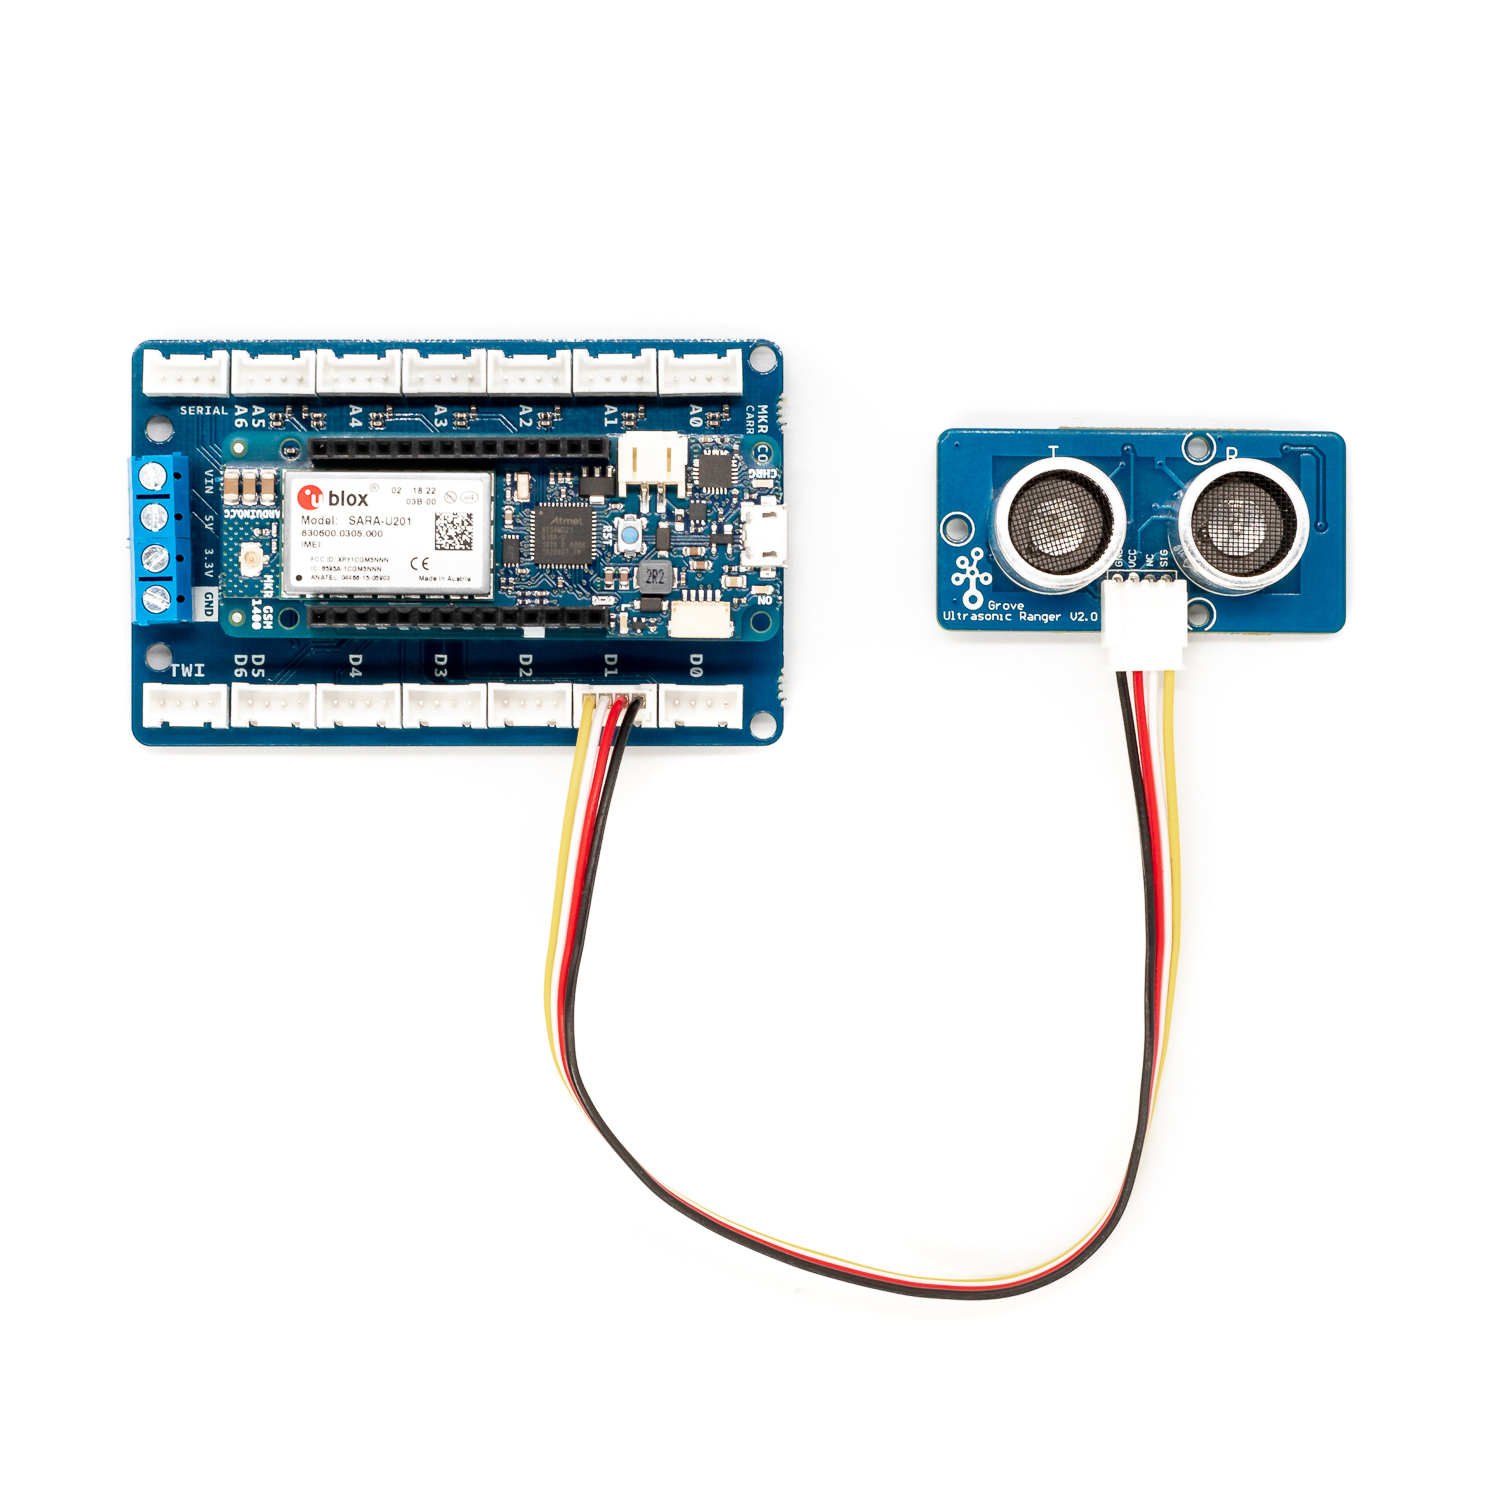 SERIAL
A6
A5
A4
A3
A2
A1
A0
MKR CO
CARR
VIN
5V
3.3V
GND
ARDUINO.CC
MKR GSM
1400
u blox ®
02 18 22
03B-00
Model: SARA-U201
830600.0305.000
IMEI:
FCC ID: XPY1CGM5NNN
IC: 8595A-1CGM5NNN
ANATEL 04466-15-05903
CE
Made in Austria
Atmel
RST
2R2
CHRG
ON
L
TWI
D6
D5
D4
D3
D2
D1
D0
T
R
GND
VCC
NC
SIG
Grove
Ultrasonic Ranger V2.0